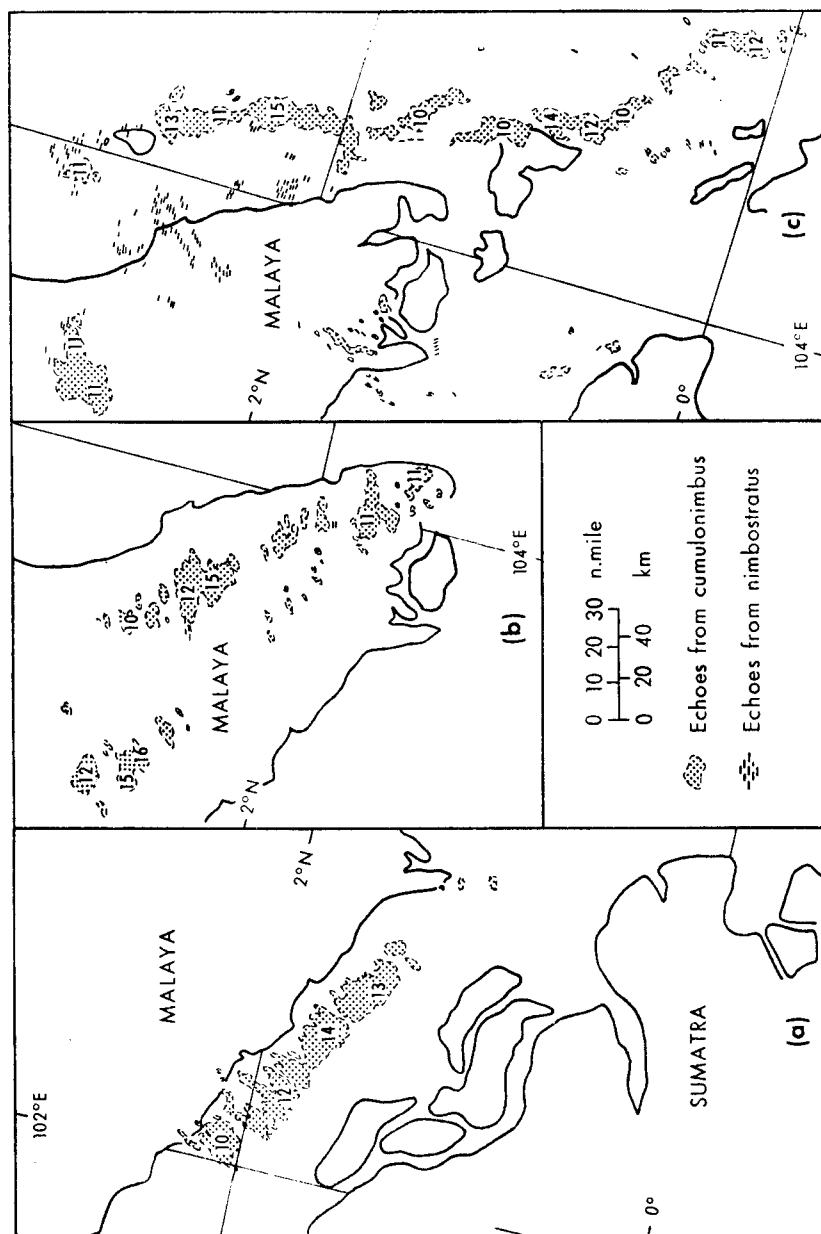 102°E
MALAYA
2°N
10
12
14
13
SUMATRA
0°
(a)
12
15
16
10
12
15
MALAYA
11
11
2°N
104°E
(b)
0 10 20 30 n.mile
0 20 40 km
Echoes from cumulonimbus
Echoes from nimbostratus
11
11
11
13
11
15
MALAYA
10
2°N
10
14
12
10
11
12
0°
104°E
(c)